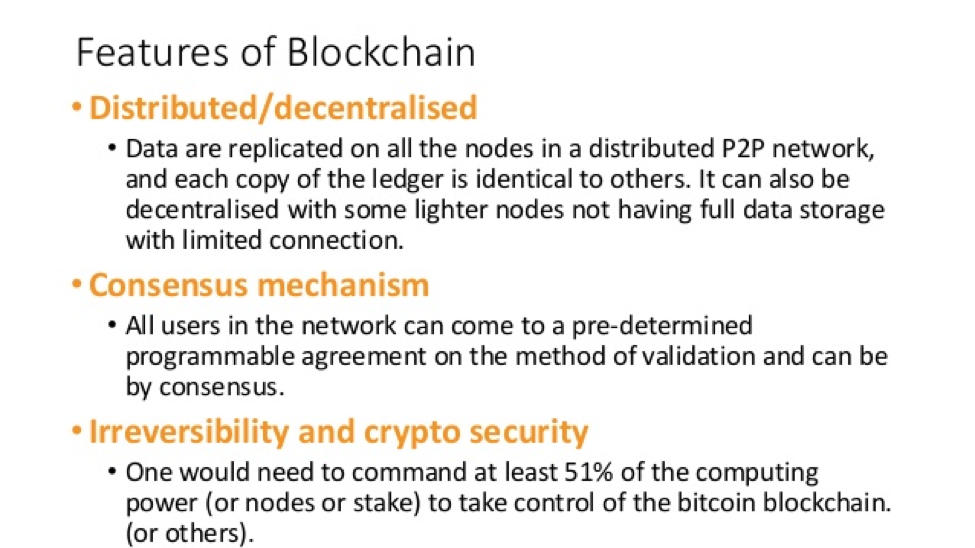 Features of Blockchain
• Distributed/decentralised
• Data are replicated on all the nodes in a distributed P2P network,
and each copy of the ledger is identical to others. It can also be
decentralised with some lighter nodes not having full data storage
with limited connection.
• Consensus mechanism
• All users in the network can come to a pre-determined
programmable agreement on the method of validation and can be
by consensus.
• Irreversibility and crypto security
• One would need to command at least 51% of the computing
power (or nodes or stake) to take control of the bitcoin blockchain.
(or others).